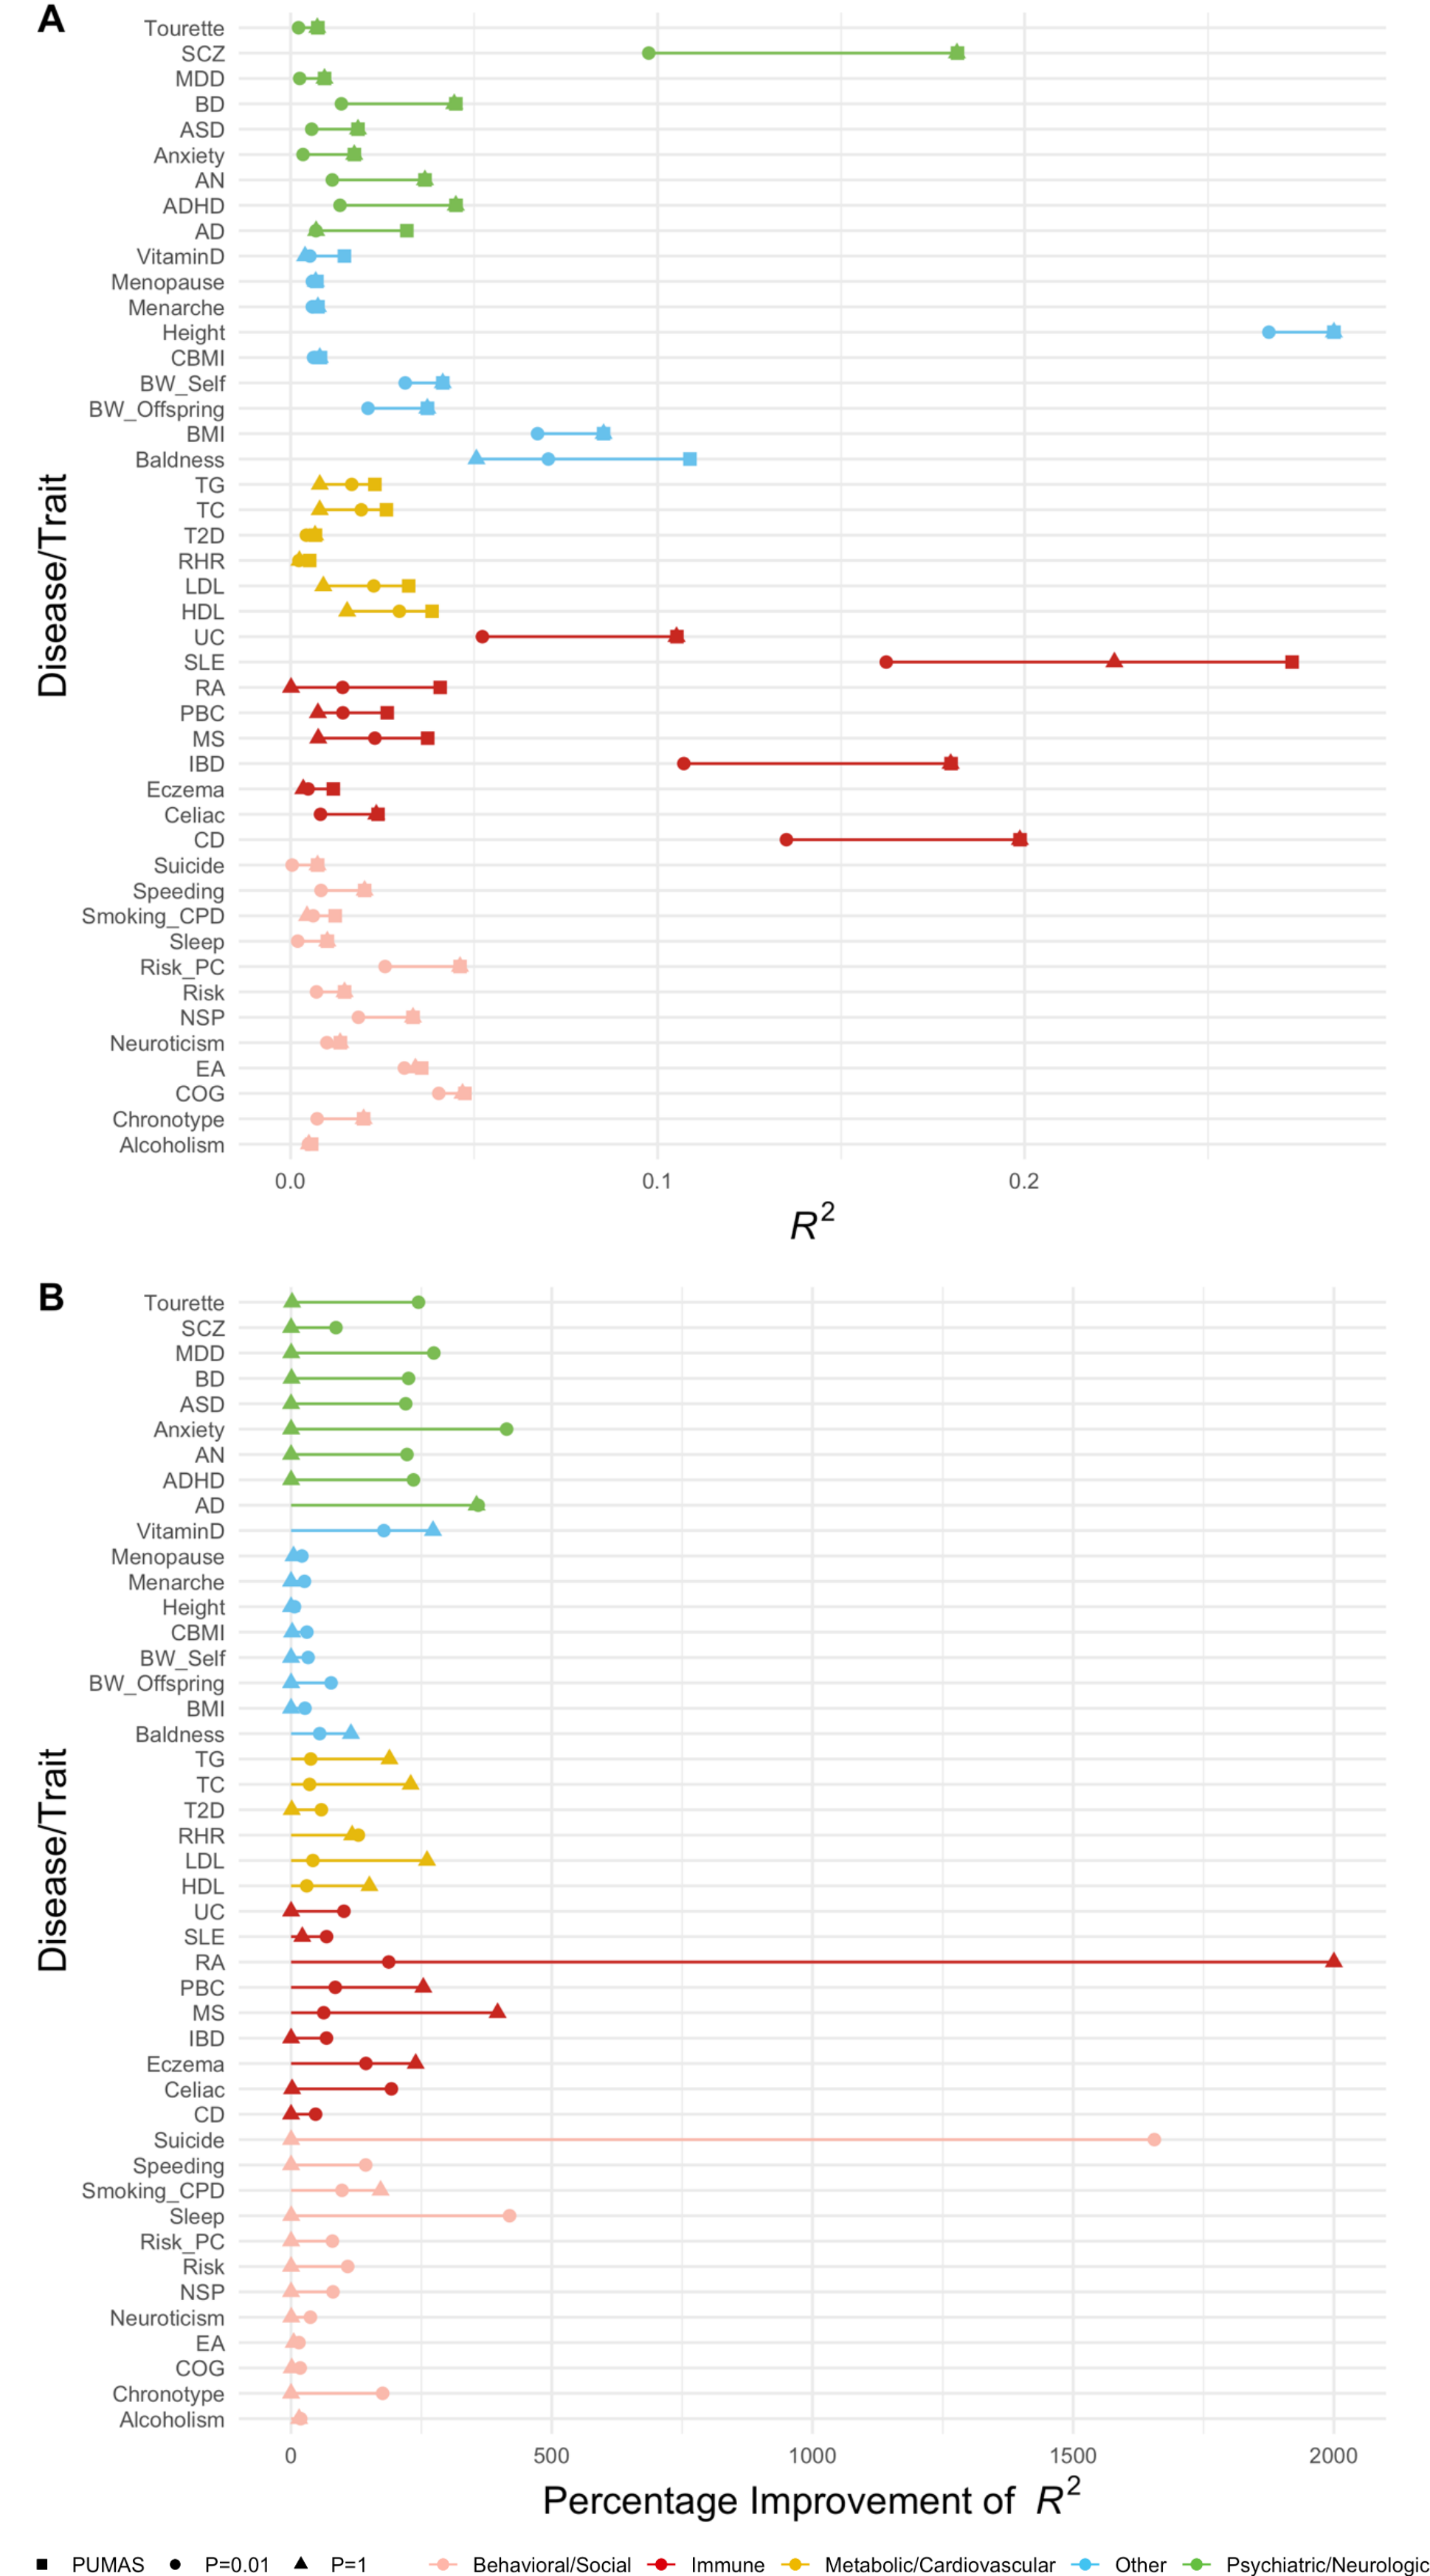 A
Tourette
SCZ
MDD
BD
ASD
Anxiety
AN
ADHD
AD
VitaminD
Menopause
Menarche
Height
CBMI
BW_Self
BW_Offspring
BMI
Baldness
TG
TC
T2D
RHR
LDL
HDL
UC
SLE
RA
PBC
MS
IBD
Eczema
Celiac
CD
Suicide
Speeding
Smoking_CPD
Sleep
Risk_PC
Risk
NSP
Neuroticism
EA
COG
Chronotype
Alcoholism
Disease/Trait
0.0 0.1 0.2
R²
B
Tourette
SCZ
MDD
BD
ASD
Anxiety
AN
ADHD
AD
VitaminD
Menopause
Menarche
Height
CBMI
BW_Self
BW_Offspring
BMI
Baldness
TG
TC
T2D
RHR
LDL
HDL
UC
SLE
RA
PBC
MS
IBD
Eczema
Celiac
CD
Suicide
Speeding
Smoking_CPD
Sleep
Risk_PC
Risk
NSP
Neuroticism
EA
COG
Chronotype
Alcoholism
Disease/Trait
0 500 1000 1500 2000
Percentage Improvement of R²
PUMAS P=0.01 P=1 Behavioral/Social Immune Metabolic/Cardiovascular Other Psychiatric/Neurologic